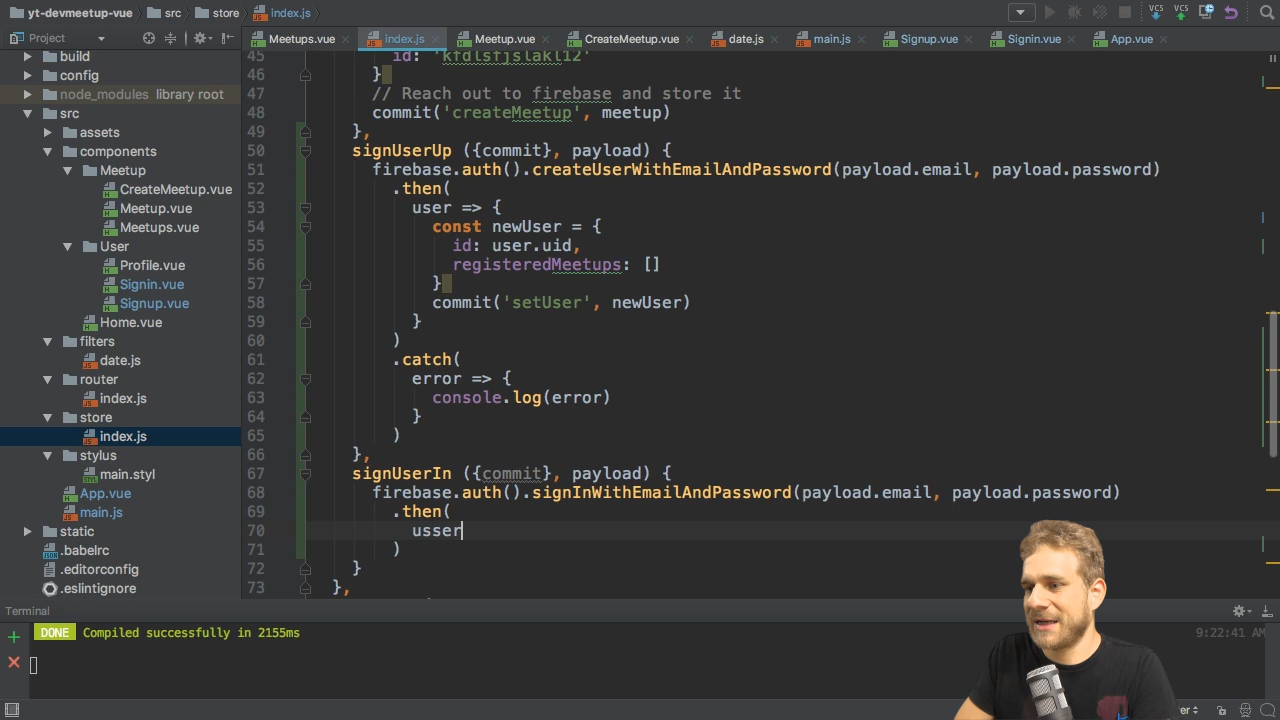 yt-devmeetup-vue src store index.js
VCS VCS
Project
Meetups.vue index.js Meetup.vue CreateMeetup.vue date.js main.js Signup.vue Signin.vue App.vue
build
config
node_modules library root
src
assets
components
Meetup
CreateMeetup.vue
Meetup.vue
Meetups.vue
User
Profile.vue
Signin.vue
Signup.vue
Home.vue
filters
date.js
router
index.js
store
index.js
stylus
main.styl
App.vue
main.js
static
.babelrc
.editorconfig
.eslintignore
45 id: 'kfdlsfjslakl12'
46 }
47 // Reach out to firebase and store it
48 commit('createMeetup', meetup)
49 },
50 signUserUp ({commit}, payload) {
51 firebase.auth().createUserWithEmailAndPassword(payload.email, payload.password)
52 .then(
53 user => {
54 const newUser = {
55 id: user.uid,
56 registeredMeetups: []
57 }
58 commit('setUser', newUser)
59 }
60 )
61 .catch(
62 error => {
63 console.log(error)
64 }
65 )
66 },
67 signUserIn ({commit}, payload) {
68 firebase.auth().signInWithEmailAndPassword(payload.email, payload.password)
69 .then(
70 usser
71 )
72 }
73 },
Terminal
DONE Compiled successfully in 2155ms
9:22:41 AM